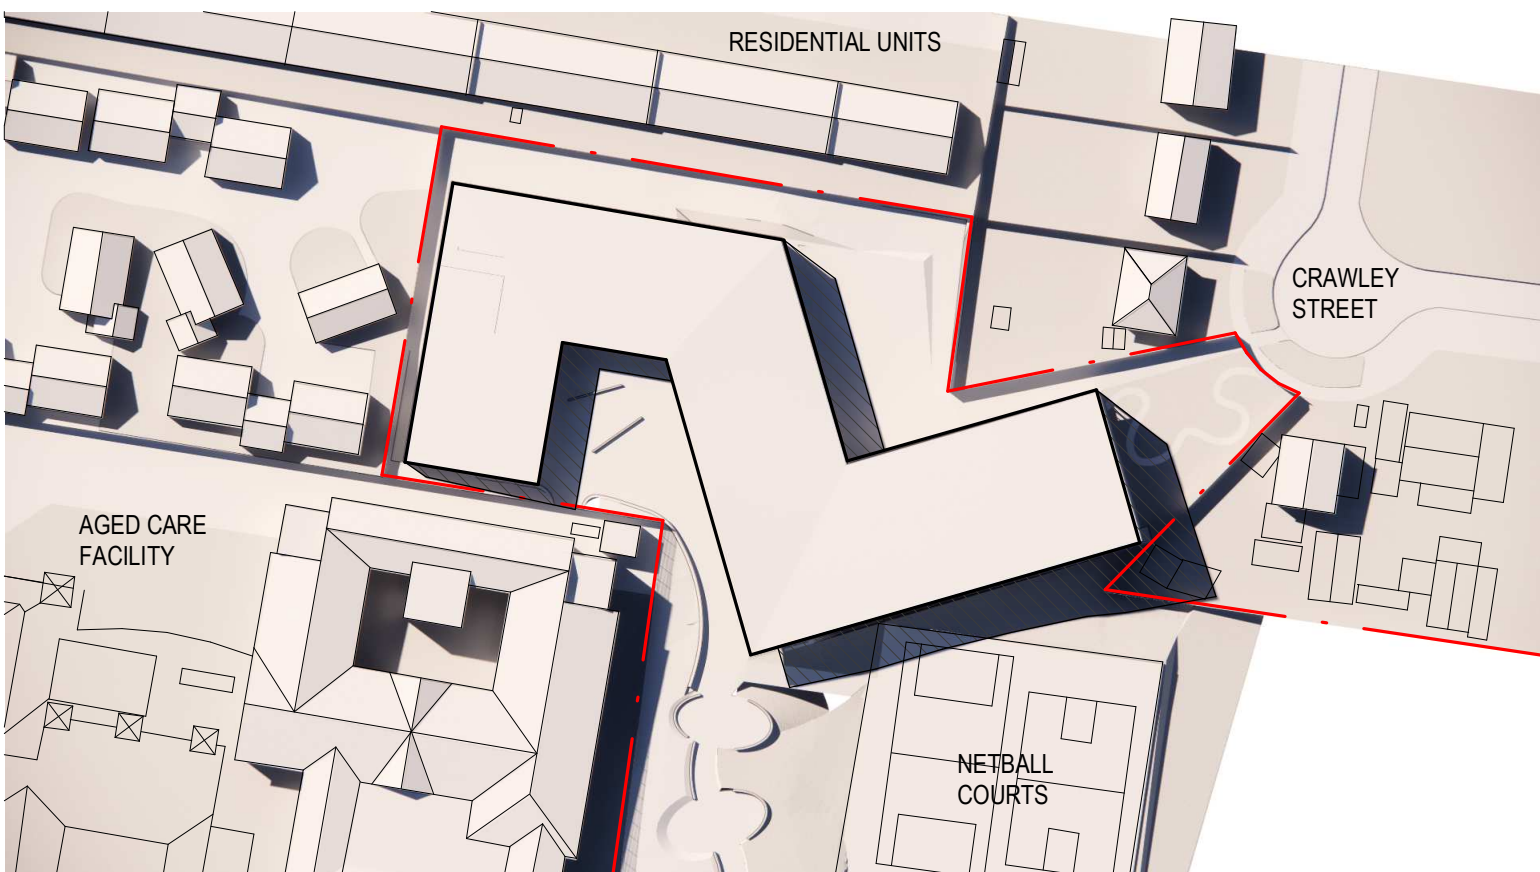 RESIDENTIAL UNITS
CRAWLEY
STREET
AGED CARE
FACILITY
NETBALL
COURTS